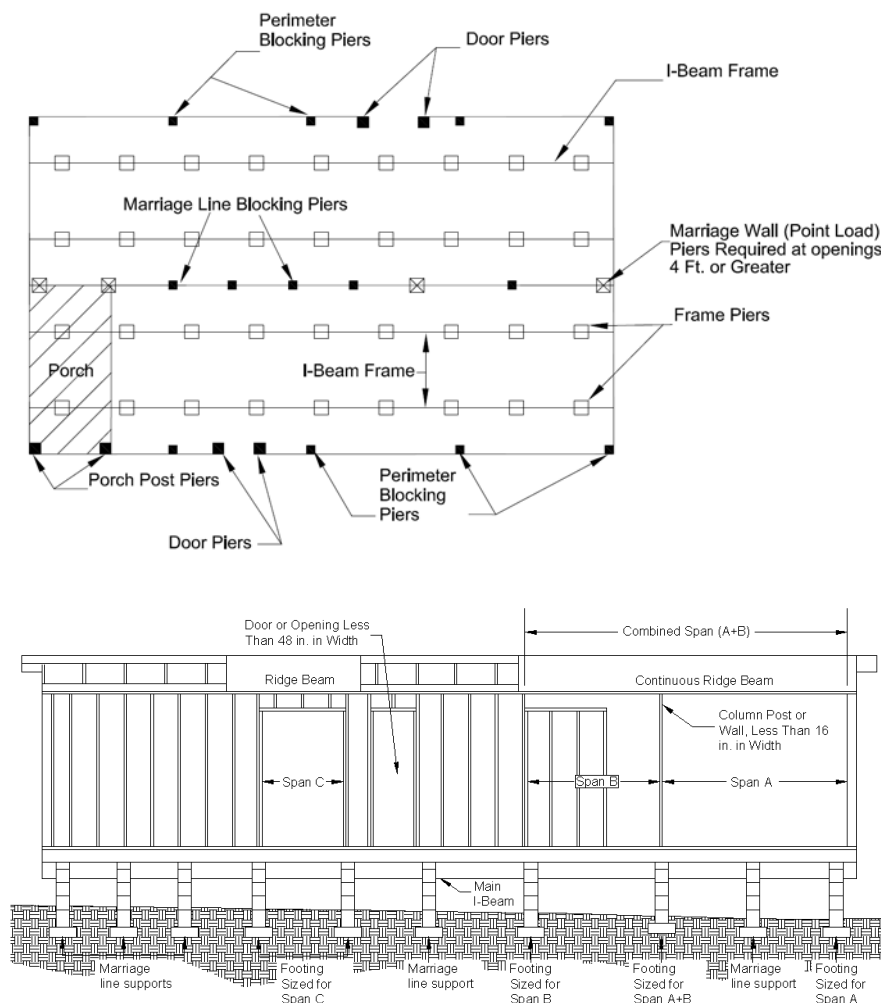 Perimeter
Blocking Piers
Door Piers
I-Beam Frame
Marriage Line Blocking Piers
Marriage Wall (Point Load)
Piers Required at openings
4 Ft. or Greater
Frame Piers
Porch
I-Beam Frame
Porch Post Piers
Perimeter
Blocking
Piers
Door Piers
Door or Opening Less
Than 48 in. in Width
Combined Span (A+B)
Ridge Beam
Continuous Ridge Beam
Column Post or
Wall, Less Than 16
in. in Width
Span C
Span B
Span A
Main
I-Beam
Marriage
line supports
Footing
Sized for
Span C
Marriage
line support
Footing
Sized for
Span B
Footing
Sized for
Span A+B
Marriage
line support
Footing
Sized for
Span A